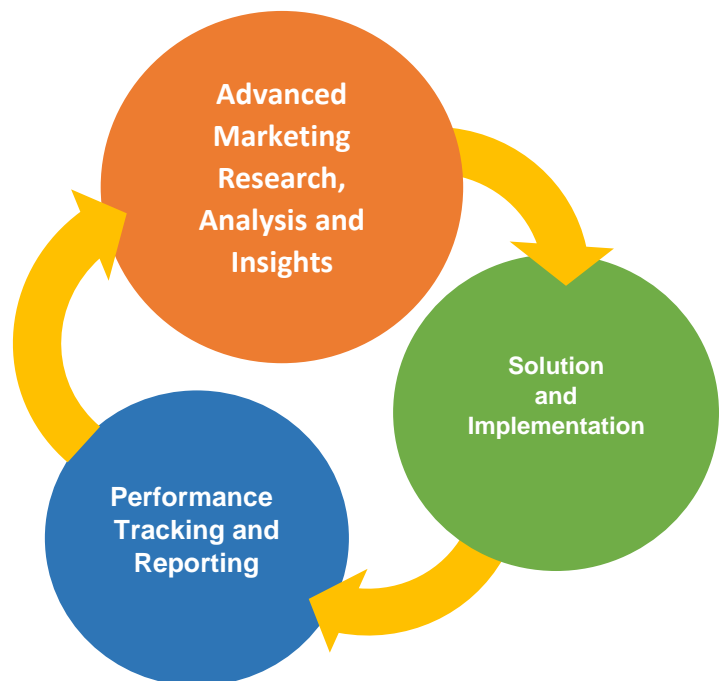 Advanced
Marketing
Research,
Analysis and
Insights
Solution
and
Implementation
Performance
Tracking and
Reporting